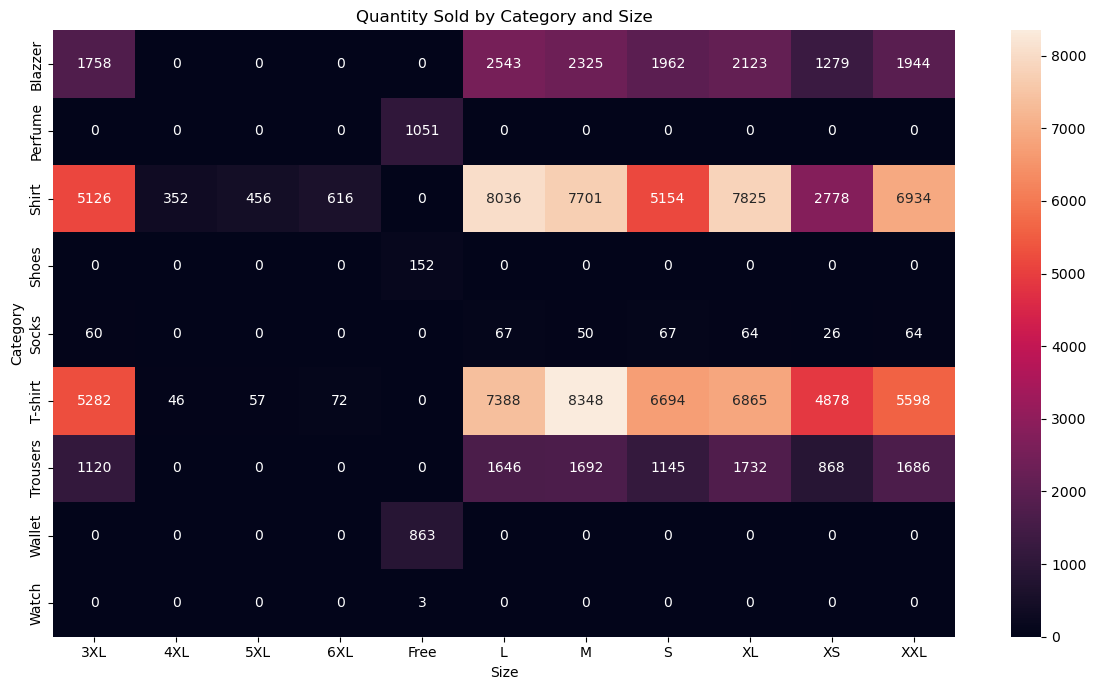 Quantity Sold by Category and Size
Blazzer 1758 0 0 0 0 2543 2325 1962 2123 1279 1944
Perfume 0 0 0 0 1051 0 0 0 0 0 0
Shirt 5126 352 456 616 0 8036 7701 5154 7825 2778 6934
Shoes 0 0 0 0 152 0 0 0 0 0 0
Socks 60 0 0 0 0 67 50 67 64 26 64
T-shirt 5282 46 57 72 0 7388 8348 6694 6865 4878 5598
Trousers 1120 0 0 0 0 1646 1692 1145 1732 868 1686
Wallet 0 0 0 0 863 0 0 0 0 0 0
Watch 0 0 0 0 3 0 0 0 0 0 0
Category
3XL 4XL 5XL 6XL Free L M S XL XS XXL
Size
8000
7000
6000
5000
4000
3000
2000
1000
0